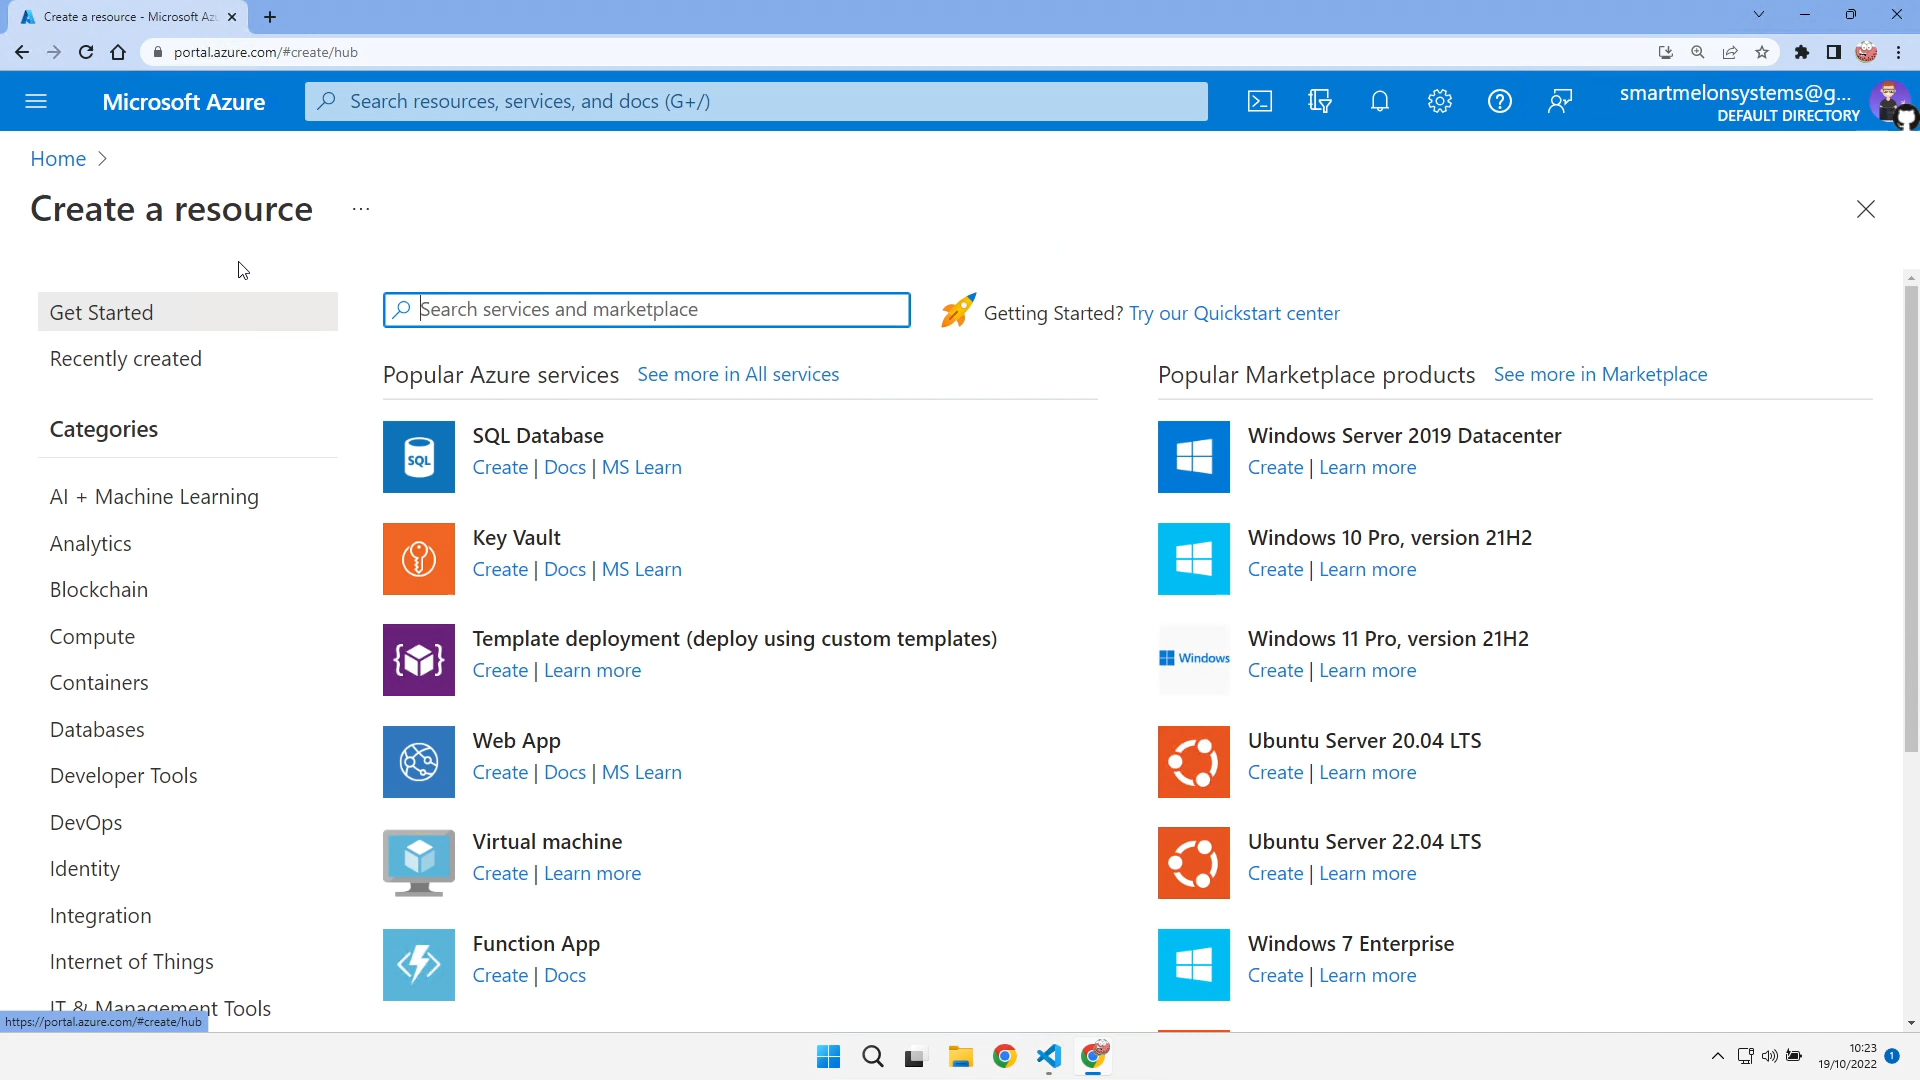 Create a resource - Microsoft Az
portal.azure.com/#create/hub
Microsoft Azure
Search resources, services, and docs (G+/)
smartmelonsystems@g...
DEFAULT DIRECTORY
Home
Create a resource
...
Get Started
Recently created
Categories
AI + Machine Learning
Analytics
Blockchain
Compute
Containers
Databases
Developer Tools
DevOps
Identity
Integration
Internet of Things
IT & Management Tools
https://portal.azure.com/#create/hub
Search services and marketplace
Getting Started? Try our Quickstart center
Popular Azure services See more in All services
SQL
SQL Database
Create | Docs | MS Learn
Key Vault
Create | Docs | MS Learn
Template deployment (deploy using custom templates)
Create | Learn more
Web App
Create | Docs | MS Learn
Virtual machine
Create | Learn more
Function App
Create | Docs
Popular Marketplace products See more in Marketplace
Windows Server 2019 Datacenter
Create | Learn more
Windows 10 Pro, version 21H2
Create | Learn more
Windows
Windows 11 Pro, version 21H2
Create | Learn more
Ubuntu Server 20.04 LTS
Create | Learn more
Ubuntu Server 22.04 LTS
Create | Learn more
Windows 7 Enterprise
Create | Learn more
10:23
19/10/2022
1